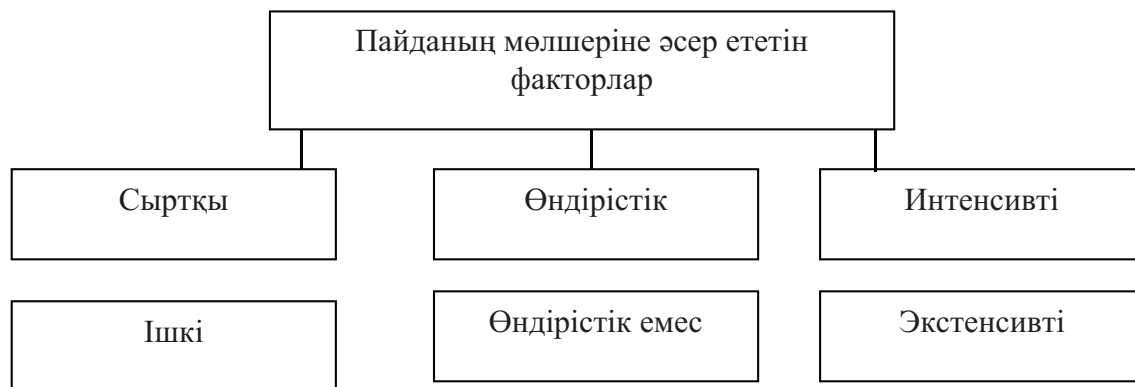 Пайданың мөлшеріне әсер ететін
факторлар
Сыртқы
Өндірістік
Интенсивті
Ішкі
Өндірістік емес
Экстенсивті